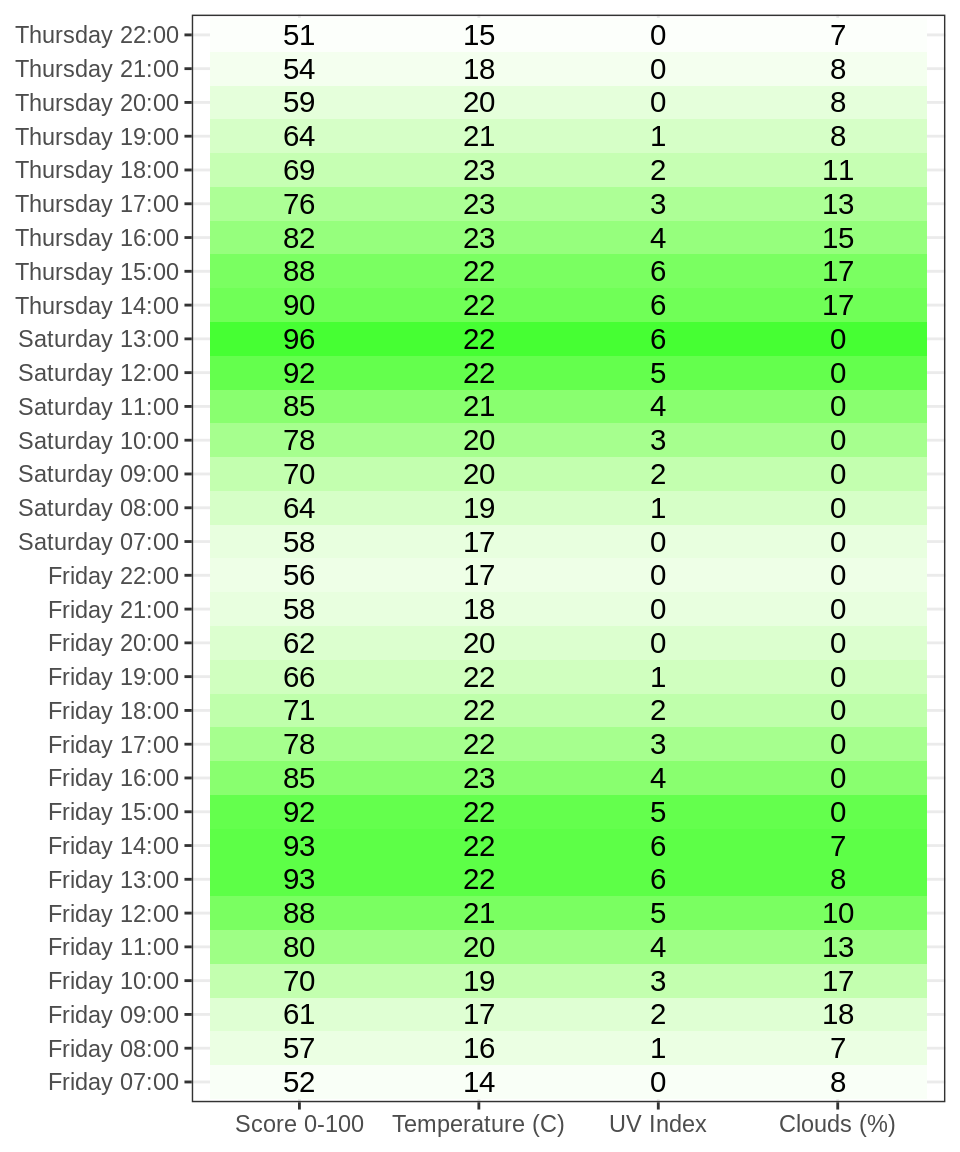 Thursday 22:00 51 15 0 7
Thursday 21:00 54 18 0 8
Thursday 20:00 59 20 0 8
Thursday 19:00 64 21 1 8
Thursday 18:00 69 23 2 11
Thursday 17:00 76 23 3 13
Thursday 16:00 82 23 4 15
Thursday 15:00 88 22 6 17
Thursday 14:00 90 22 6 17
Saturday 13:00 96 22 6 0
Saturday 12:00 92 22 5 0
Saturday 11:00 85 21 4 0
Saturday 10:00 78 20 3 0
Saturday 09:00 70 20 2 0
Saturday 08:00 64 19 1 0
Saturday 07:00 58 17 0 0
Friday 22:00 56 17 0 0
Friday 21:00 58 18 0 0
Friday 20:00 62 20 0 0
Friday 19:00 66 22 1 0
Friday 18:00 71 22 2 0
Friday 17:00 78 22 3 0
Friday 16:00 85 23 4 0
Friday 15:00 92 22 5 0
Friday 14:00 93 22 6 7
Friday 13:00 93 22 6 8
Friday 12:00 88 21 5 10
Friday 11:00 80 20 4 13
Friday 10:00 70 19 3 17
Friday 09:00 61 17 2 18
Friday 08:00 57 16 1 7
Friday 07:00 52 14 0 8
Score 0-100 Temperature (C) UV Index Clouds (%)